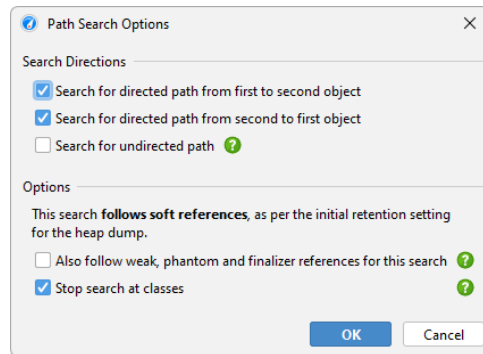 Path Search Options
Search Directions
Search for directed path from first to second object
Search for directed path from second to first object
Search for undirected path ?
Options
This search follows soft references, as per the initial retention setting
for the heap dump.
Also follow weak, phantom and finalizer references for this search ?
Stop search at classes ?
OK Cancel